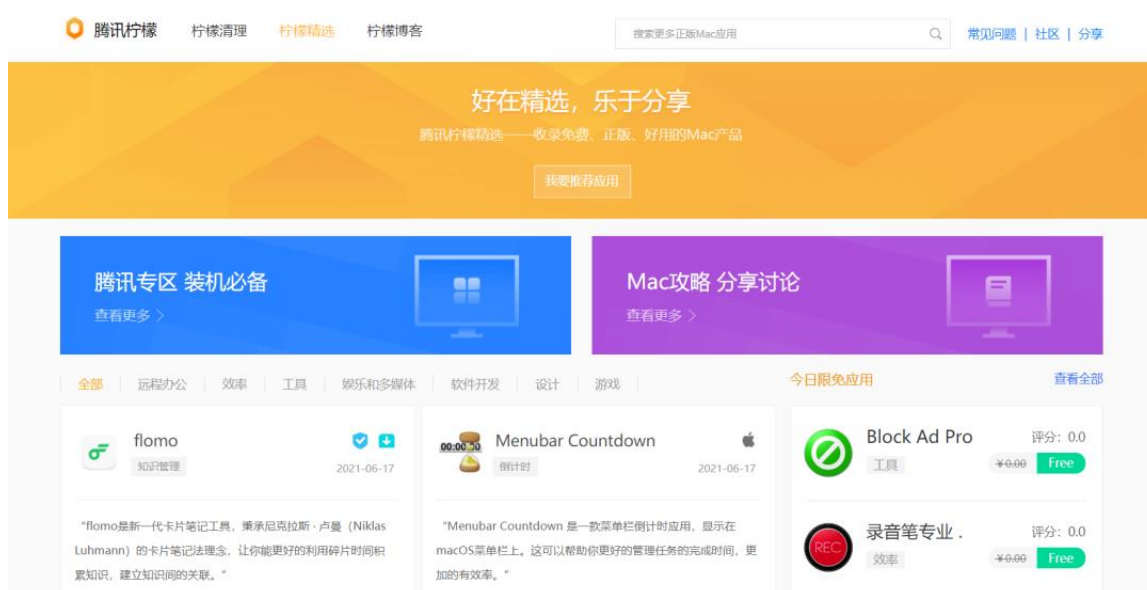 腾讯柠檬 柠檬清理 柠檬精选 柠檬博客 搜索更多正版Mac应用 常见问题 | 社区 | 分享
好在精选，乐于分享
腾讯柠檬精选——收录免费、正版、好用的Mac产品
我要推荐应用
腾讯专区 装机必备
查看更多 >
Mac攻略 分享讨论
查看更多 >
全部 远程办公 效率 工具 娱乐和多媒体 软件开发 设计 游戏
今日限免应用 查看全部
flomo
知识管理 2021-06-17
"flomo是新一代卡片笔记工具，秉承尼克拉斯·卢曼（Niklas
Luhmann）的卡片笔记法理念、让你能更好的利用碎片时间积
累知识，建立知识间的关联。"
00:00:00
Menubar Countdown
倒计时 2021-06-17
"Menubar Countdown 是一款菜单栏倒计时应用，显示在
macOS菜单栏上。这可以帮助你更好的管理任务的完成时间，更
加的有效率。"
Block Ad Pro 评分：0.0
工具 ¥0.00 Free
REC
录音笔专业 . 评分：0.0
效率 ¥0.00 Free